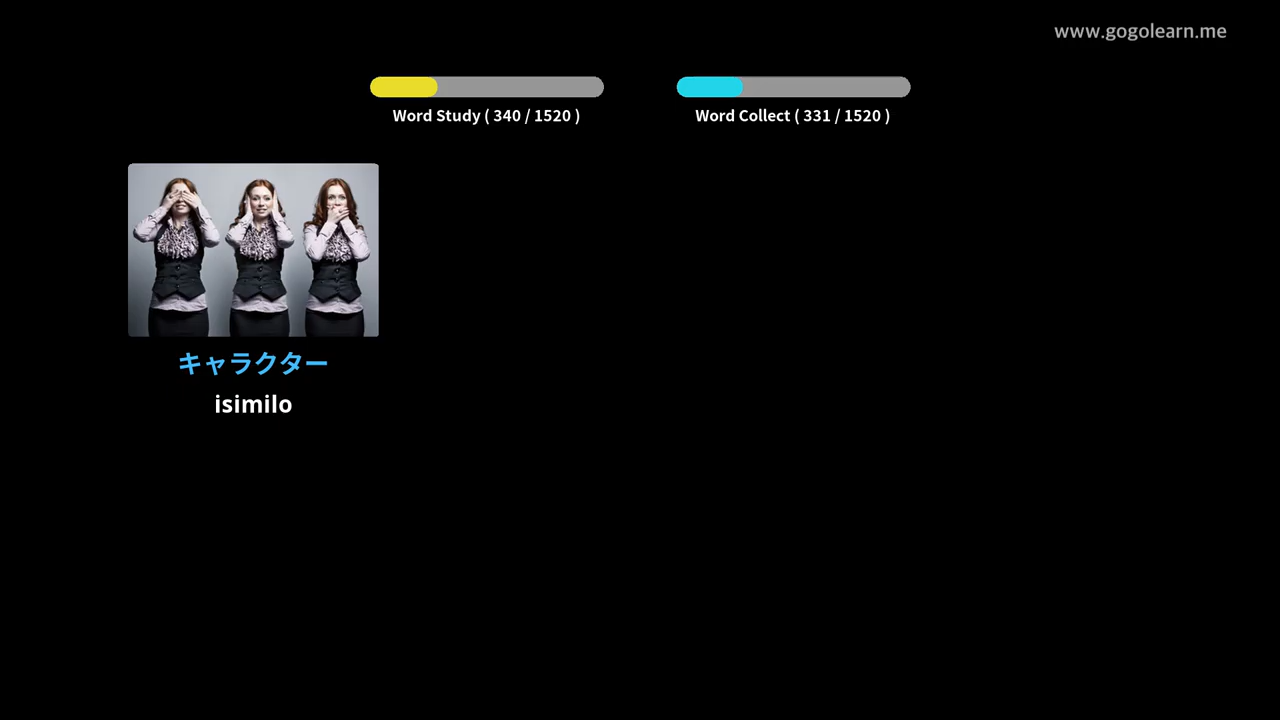 www.gogolearn.me
Word Study ( 340 / 1520 )
Word Collect ( 331 / 1520 )
キャラクター
isimilo